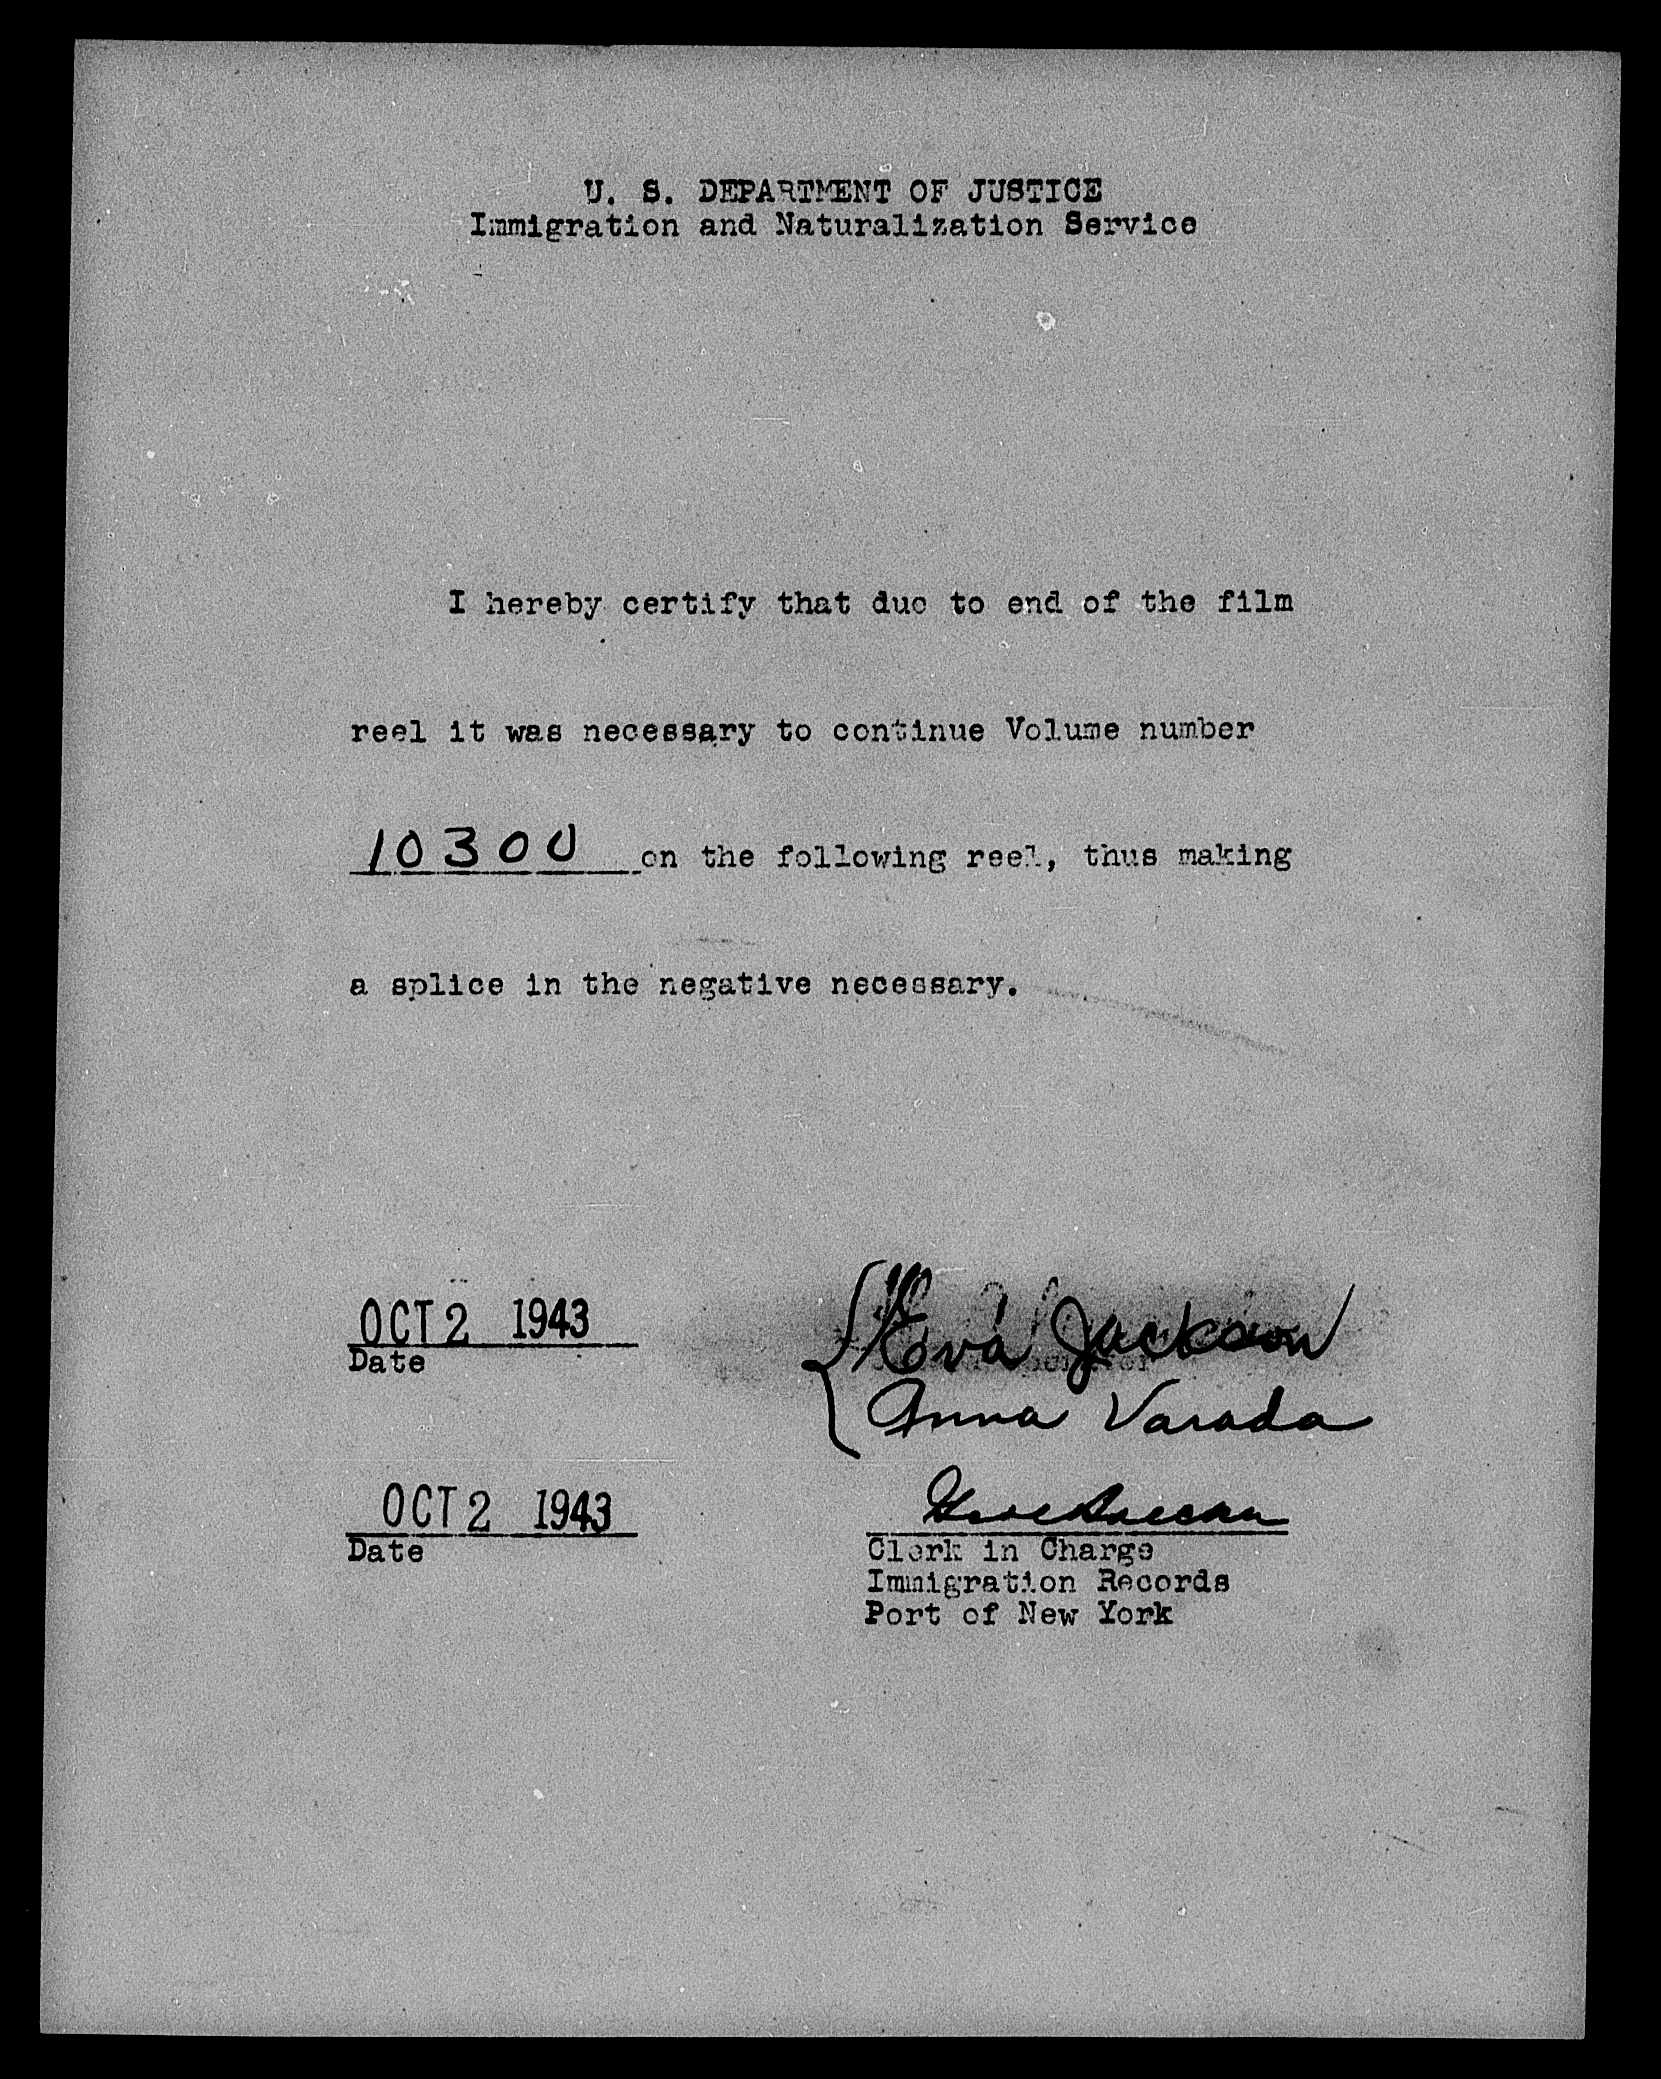 U. S. DEPARTMENT OF JUSTICE
Immigration and Naturalization Service
I hereby certify that due to end of the film
reel it was necessary to continue Volume number
10300 on the following reel, thus making
a splice in the negative necessary.
OCT 2 1943
Date
Eva Jackson
Anna Varada
OCT 2 1943
Date
Clerk in Charge
Immigration Records
Port of New York